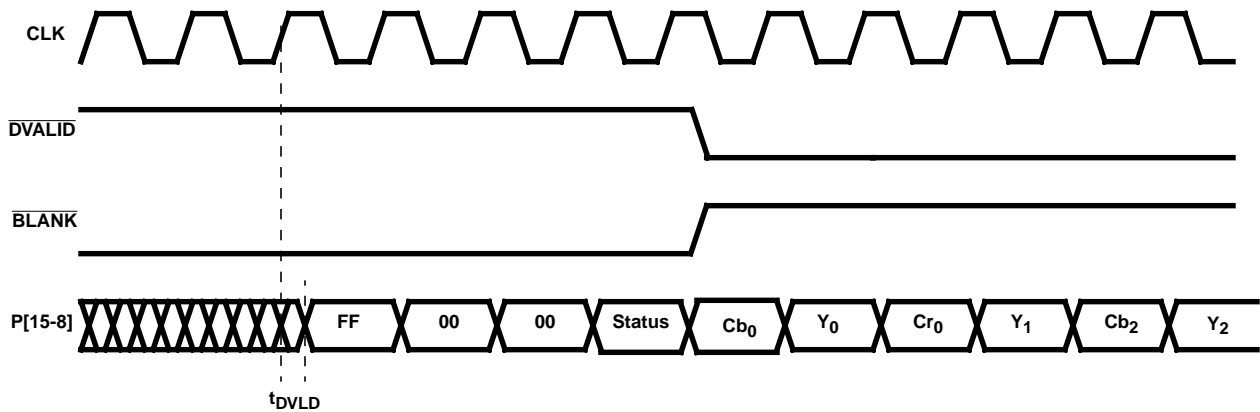 CLK
DVALID
BLANK
P[15-8] FF 00 00 Status Cb0 Y0 Cr0 Y1 Cb2 Y2
tDVLD